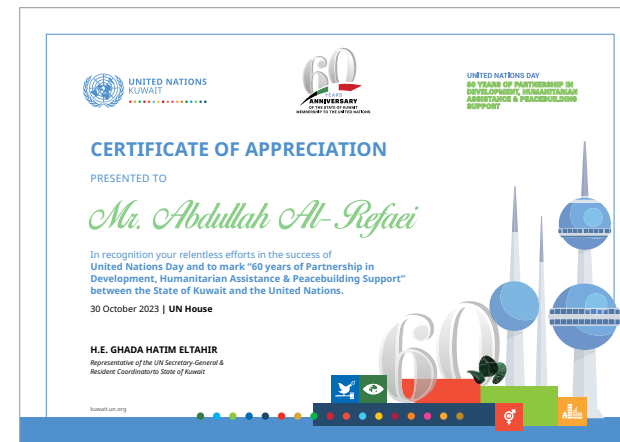 UNITED NATIONS
KUWAIT
60
YEARS
ANNIVERSARY
OF THE STATE OF KUWAIT
MEMBERSHIP TO THE UNITED NATIONS
UNITED NATIONS DAY
60 YEARS OF PARTNERSHIP IN
DEVELOPMENT, HUMANITARIAN
ASSISTANCE & PEACEBUILDING
SUPPORT
CERTIFICATE OF APPRECIATION
PRESENTED TO
Mr. Abdullah Al-Refaei
In recognition your relentless efforts in the success of
United Nations Day and to mark “60 years of Partnership in
Development, Humanitarian Assistance & Peacebuilding Support”
between the State of Kuwait and the United Nations.
30 October 2023 | UN House
H.E. GHADA HATIM ELTAHIR
Representative of the UN Secretary-General &
Resident Coordinatorto State of Kuwait
60
kuwait.un.org